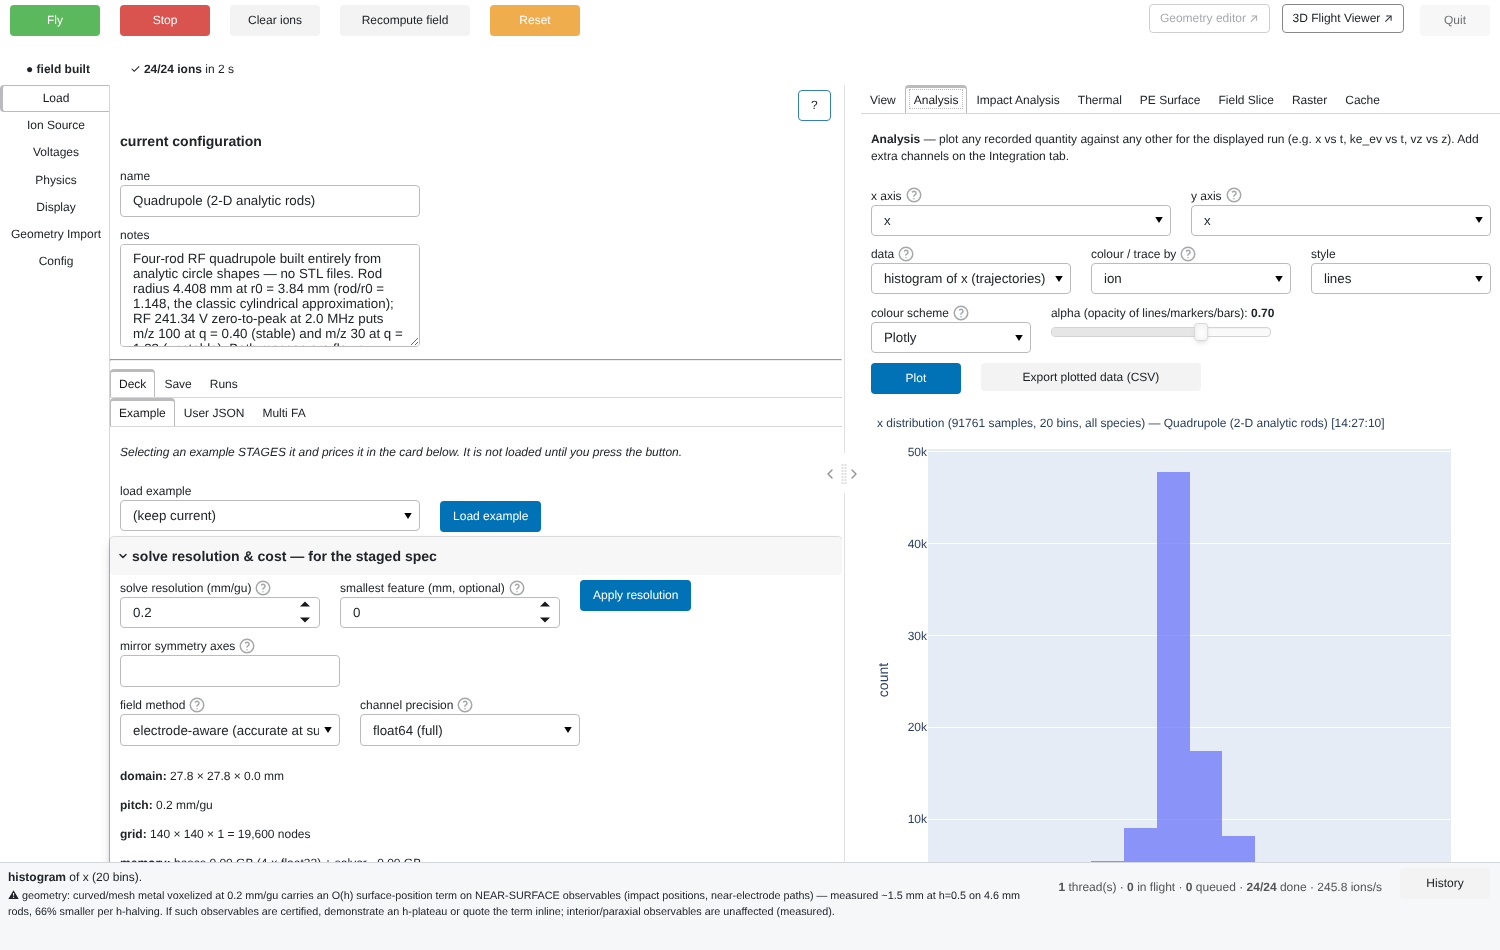 Fly
Stop
Clear ions
Recompute field
Reset
Geometry editor ↗
3D Flight Viewer ↗
Quit
● field built
✓ 24/24 ions in 2 s
Load
Ion Source
Voltages
Physics
Display
Geometry Import
Config
?
current configuration
name
Quadrupole (2-D analytic rods)
notes
Four-rod RF quadrupole built entirely from
analytic circle shapes — no STL files. Rod
radius 4.408 mm at r0 = 3.84 mm (rod/r0 =
1.148, the classic cylindrical approximation);
RF 241.34 V zero-to-peak at 2.0 MHz puts
m/z 100 at q = 0.40 (stable) and m/z 30 at q =
Deck
Save
Runs
Example
User JSON
Multi FA
Selecting an example STAGES it and prices it in the card below. It is not loaded until you press the button.
load example
(keep current)
Load example
solve resolution & cost — for the staged spec
solve resolution (mm/gu) ?
smallest feature (mm, optional) ?
0.2
0
Apply resolution
mirror symmetry axes ?
field method ?
channel precision ?
electrode-aware (accurate at su
float64 (full)
domain: 27.8 × 27.8 × 0.0 mm
pitch: 0.2 mm/gu
grid: 140 × 140 × 1 = 19,600 nodes
View
Analysis
Impact Analysis
Thermal
PE Surface
Field Slice
Raster
Cache
Analysis — plot any recorded quantity against any other for the displayed run (e.g. x vs t, ke_ev vs t, vz vs z). Add
extra channels on the Integration tab.
x axis ?
y axis ?
x
x
data ?
colour / trace by ?
style
histogram of x (trajectories)
ion
lines
colour scheme ?
alpha (opacity of lines/markers/bars): 0.70
Plotly
Plot
Export plotted data (CSV)
x distribution (91761 samples, 20 bins, all species) — Quadrupole (2-D analytic rods) [14:27:10]
50k
40k
30k
20k
10k
count
histogram of x (20 bins).
⚠ geometry: curved/mesh metal voxelized at 0.2 mm/gu carries an O(h) surface-position term on NEAR-SURFACE observables (impact positions, near-electrode paths) — measured ~1.5 mm at h=0.5 on 4.6 mm
rods, 66% smaller per h-halving. If such observables are certified, demonstrate an h-plateau or quote the term inline; interior/paraxial observables are unaffected (measured).
1 thread(s) · 0 in flight · 0 queued · 24/24 done · 245.8 ions/s
History